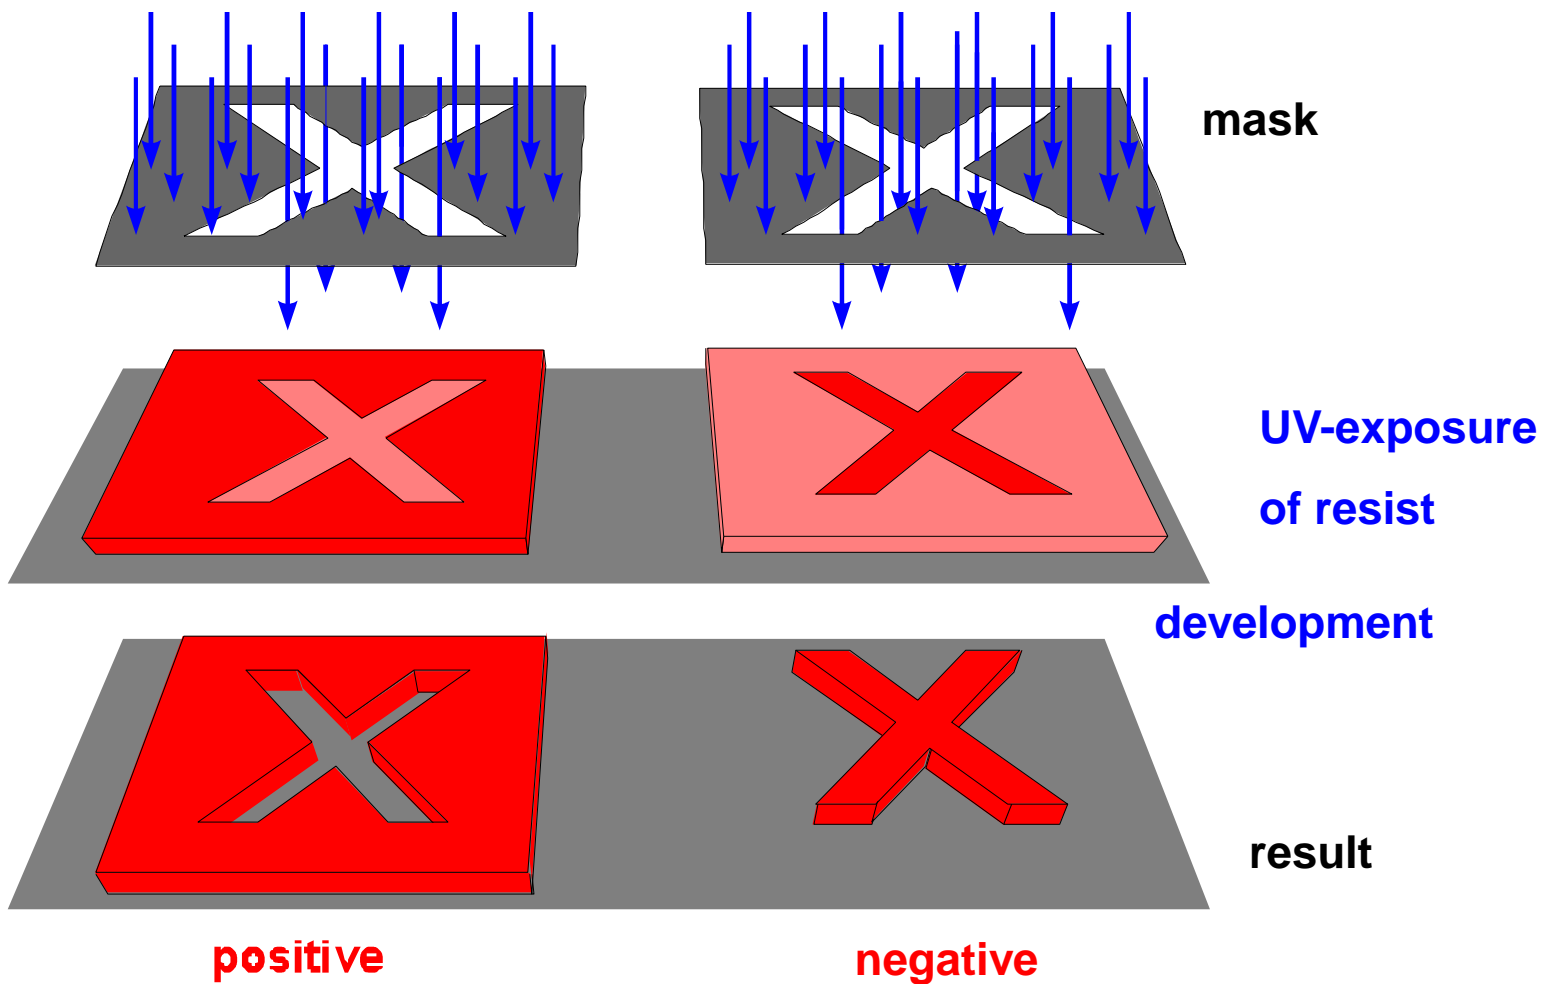 mask
UV-exposure
of resist
development
result
positive
negative